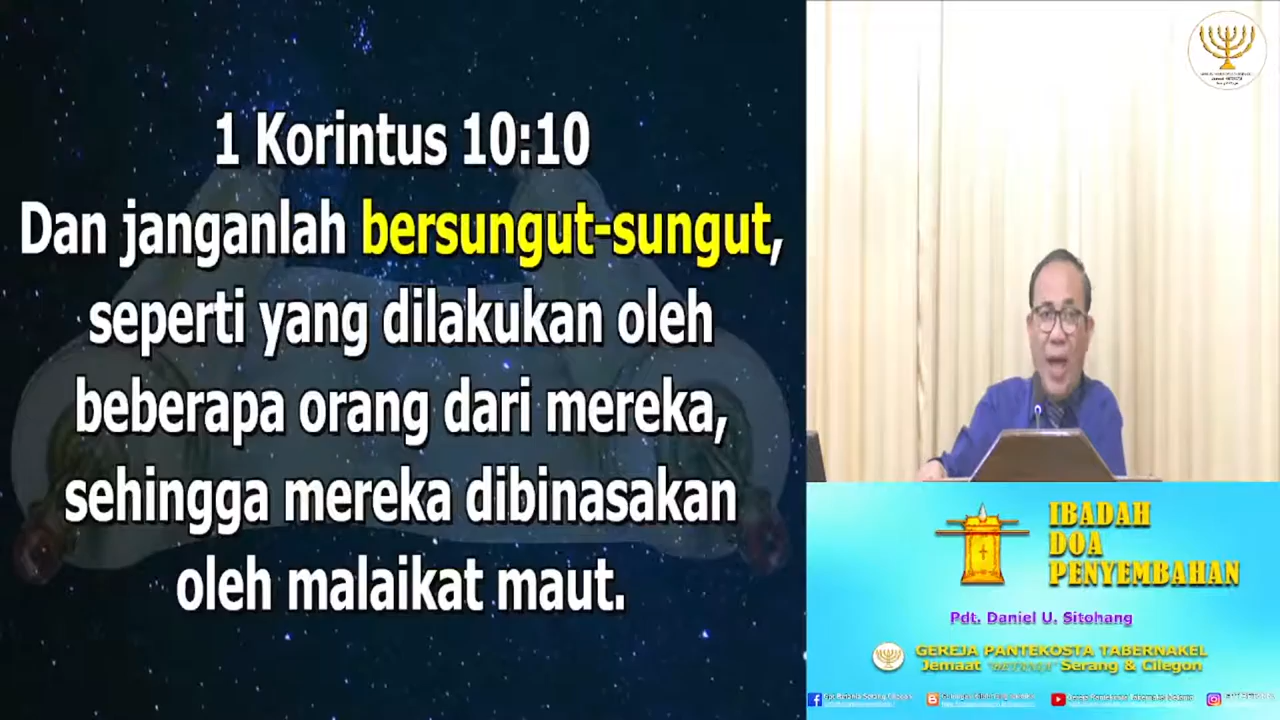 1 Korintus 10:10
Dan janganlah bersungut-sungut,
seperti yang dilakukan oleh
beberapa orang dari mereka,
sehingga mereka dibinasakan
oleh malaikat maut.
IBADAH
DOA
PENYEMBAHAN
Pdt. Daniel U. Sitohang
GEREJA PANTEKOSTA TABERNAKEL
Jemaat "BETANIA" Serang & Cilegon